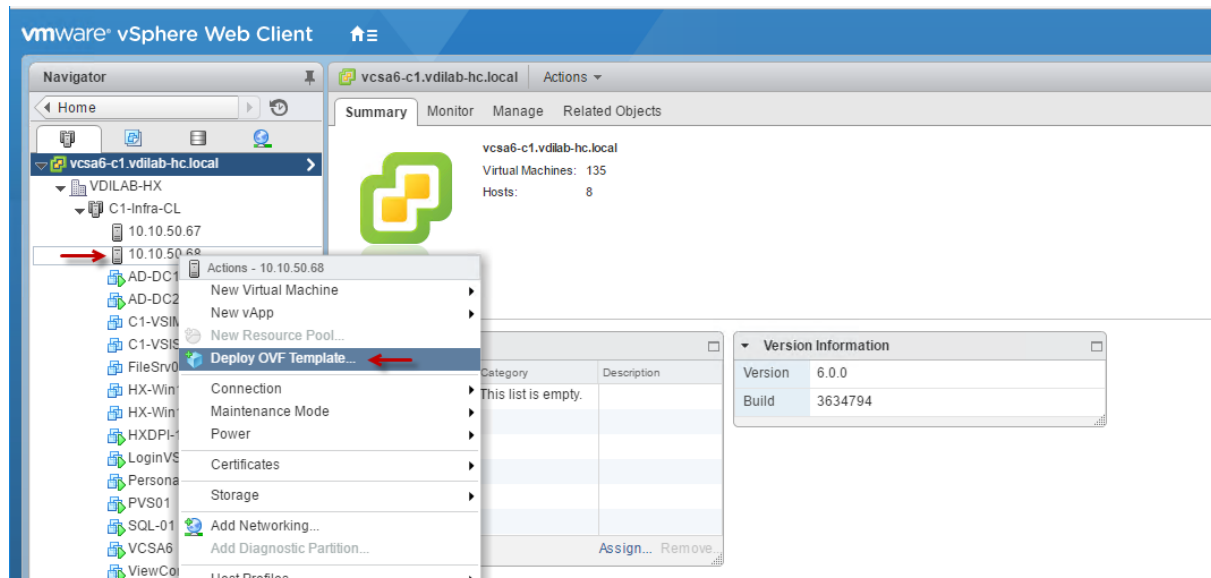 vmware® vSphere Web Client
Navigator
Home
vcsa6-c1.vdilab-hc.local
VDILAB-HX
C1-Infra-CL
10.10.50.67
10.10.50.68
AD-DC1
AD-DC2
C1-VSIM
C1-VSIS
FileSrv0
HX-Win
HX-Win
HXDPI-1
LoginVS
Persona
PVS01
SQL-01
VCSA6
ViewCo
vcsa6-c1.vdilab-hc.local Actions
Summary Monitor Manage Related Objects
vcsa6-c1.vdilab-hc.local
Virtual Machines: 135
Hosts: 8
Actions - 10.10.50.68
New Virtual Machine
New vApp
New Resource Pool...
Deploy OVF Template...
Connection
Maintenance Mode
Power
Certificates
Storage
Add Networking...
Add Diagnostic Partition...
Host Profiles
Category Description
This list is empty.
Assign... Remove...
Version Information
Version 6.0.0
Build 3634794